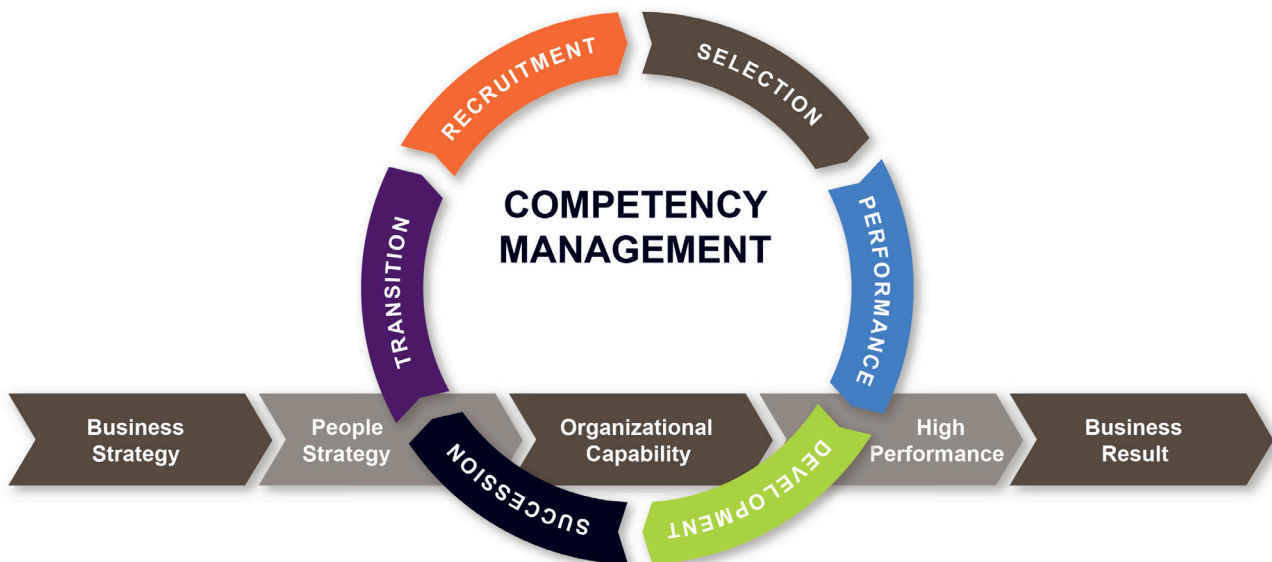 RECRUITMENT
SELECTION
COMPETENCY
MANAGEMENT
TRANSITION
PERFORMANCE
Business
Strategy
People
Strategy
Organizational
Capability
High
Performance
Business
Result
SUCCESSION
DEVELOPMENT